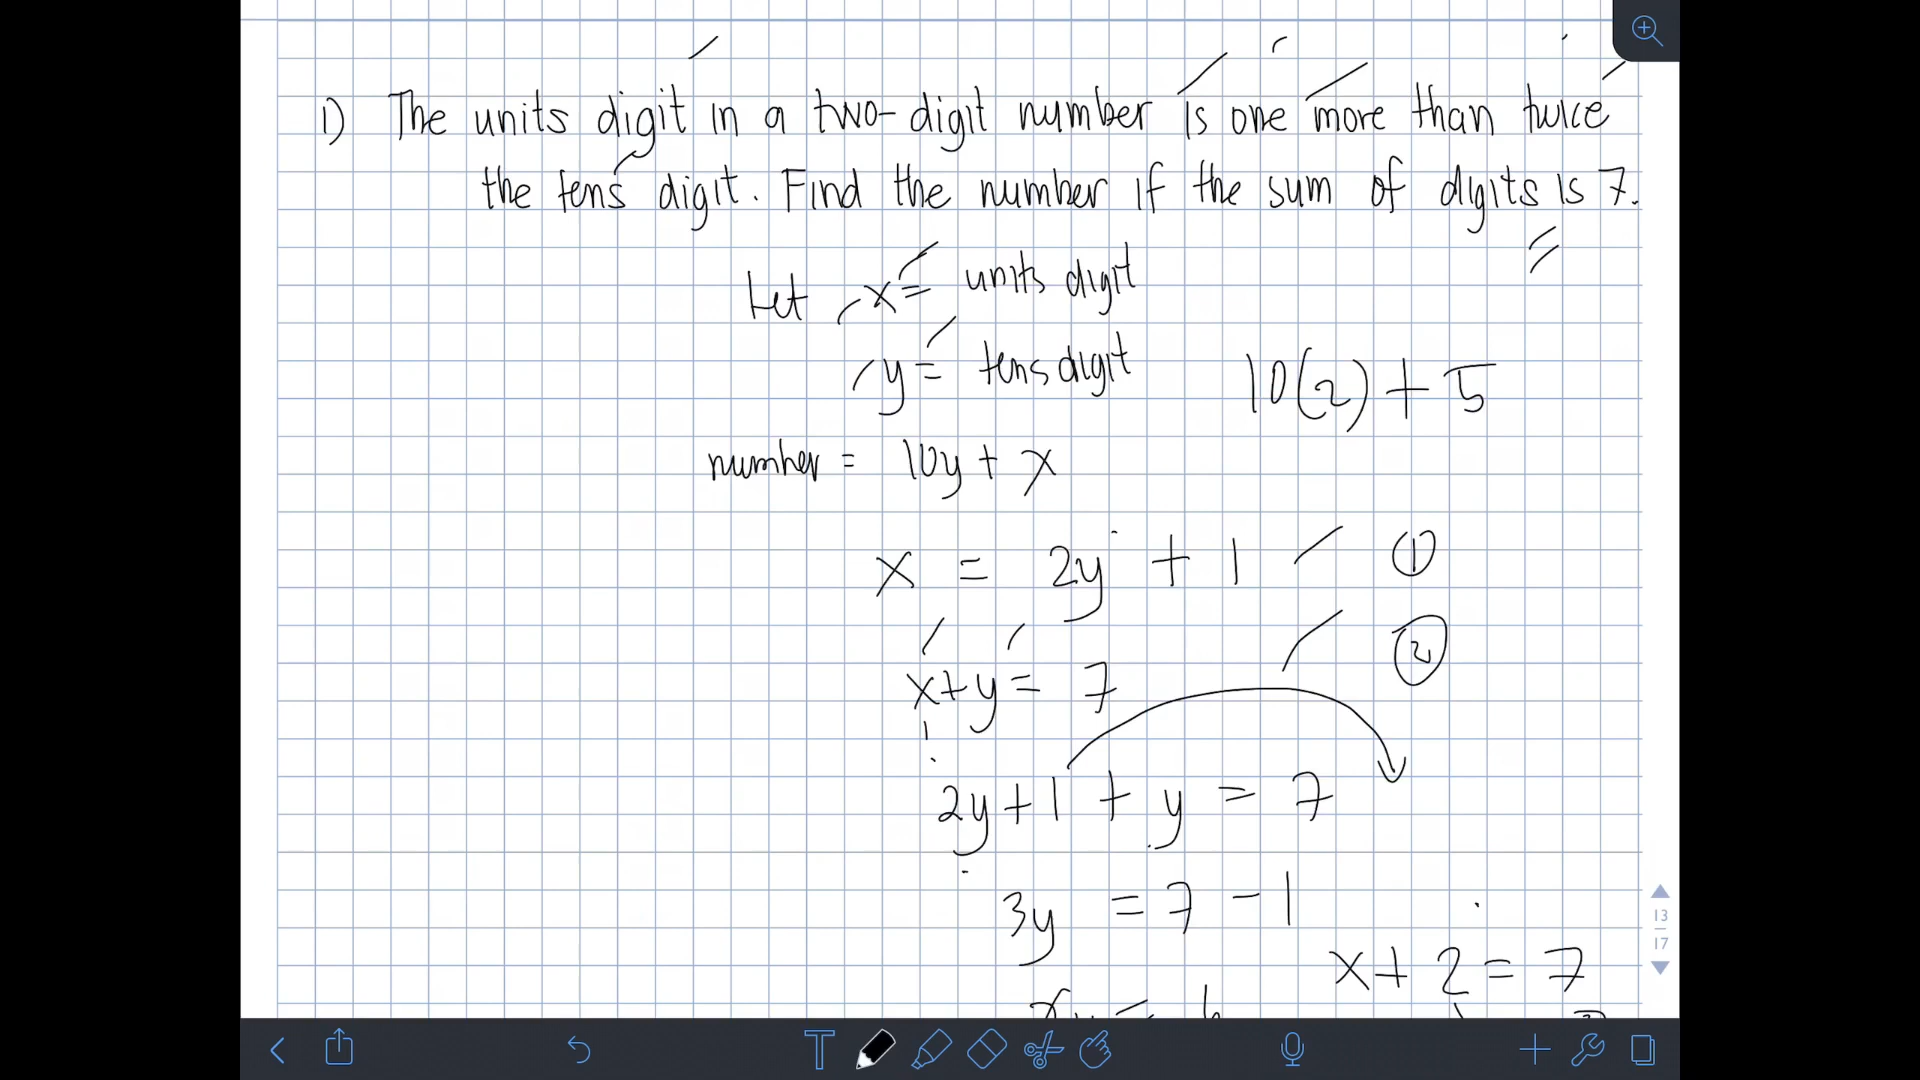 1) The units digit in a two-digit number is one more than twice
the tens digit. Find the number if the sum of digits is 7.
Let x = units digit
y = tens digit
10(2) + 5
number = 10y + x
x = 2y + 1 ①
x + y = 7 ②
2y + 1 + y = 7
3y = 7 - 1
x + 2 = 7
13
17
T